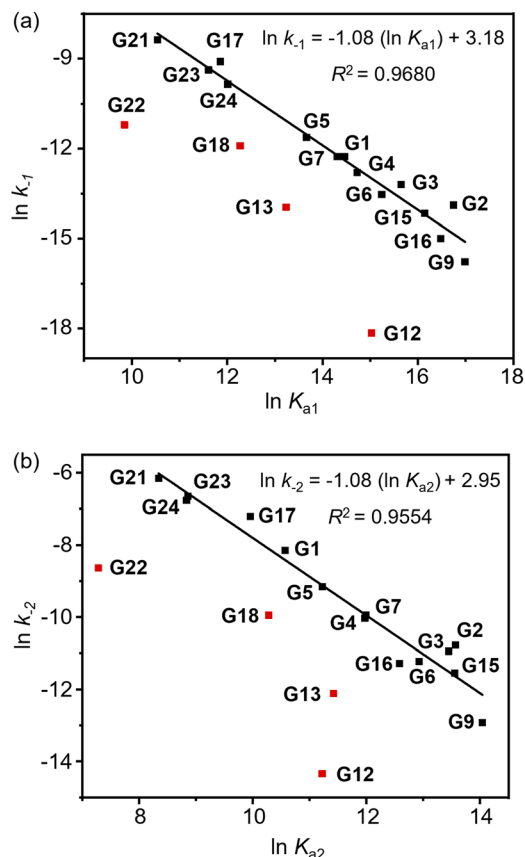 (a)
ln k-1 = -1.08 (ln Ka1) + 3.18
R² = 0.9680
G21
G17
G23
G24
G22
G18
G5
G1
G7
G4
G3
G13
G6
G2
G15
G16
G9
G12
-9
-12
-15
-18
ln k-1
10
12
14
16
18
ln Ka1
(b)
ln k-2 = -1.08 (ln Ka2) + 2.95
R² = 0.9554
G21
G23
G24
G17
G22
G1
G5
G18
G7
G4
G2
G3
G16
G6
G15
G13
G9
G12
-6
-8
-10
-12
-14
ln k-2
8
10
12
14
ln Ka2